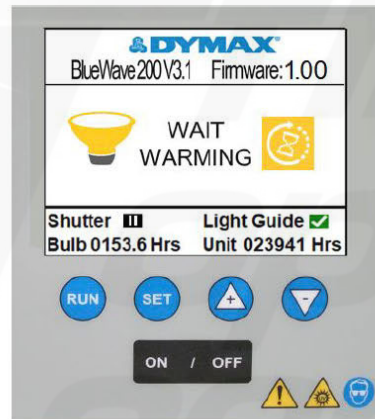 DYMAX
BlueWave 200 V3.1 Firmware: 1.00
WAIT
WARMING
Shutter Light Guide
Bulb 0153.6 Hrs Unit 023941 Hrs
RUN SET + -
ON / OFF